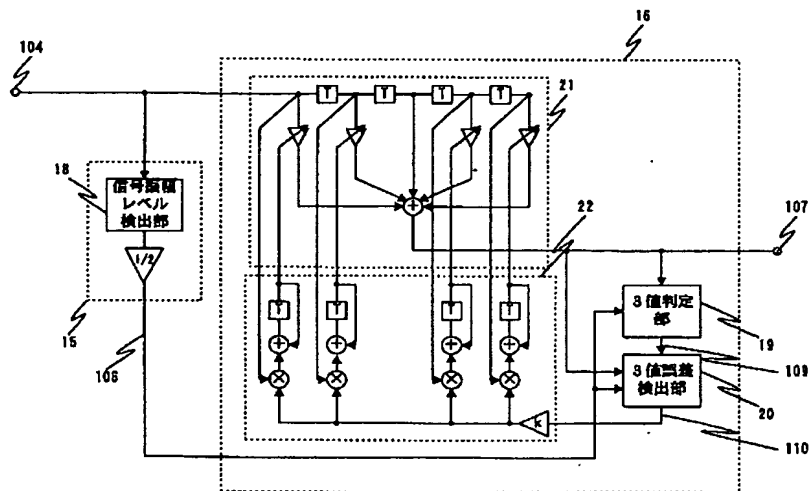 16
104
21
T T T T
18
信号振幅
レベル
検出部
+
107
22
1/2
T T T T
3値判定
部
19
15
106
+ + + +
109
3値誤差
検出部
× × × ×
20
k
110